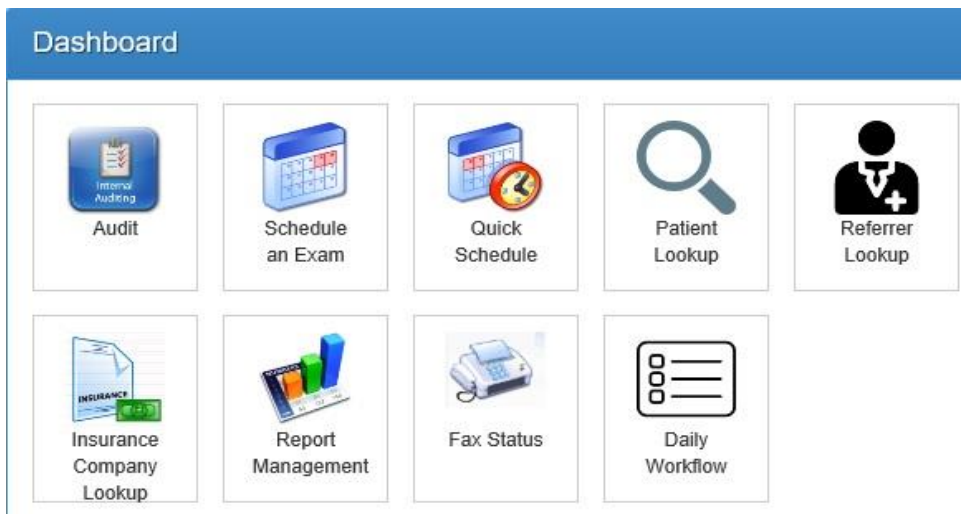 Dashboard
Internal
Auditing
Audit
Schedule
an Exam
Quick
Schedule
Patient
Lookup
Referrer
Lookup
INSURANCE
Insurance
Company
Lookup
Report
Management
Fax Status
Daily
Workflow